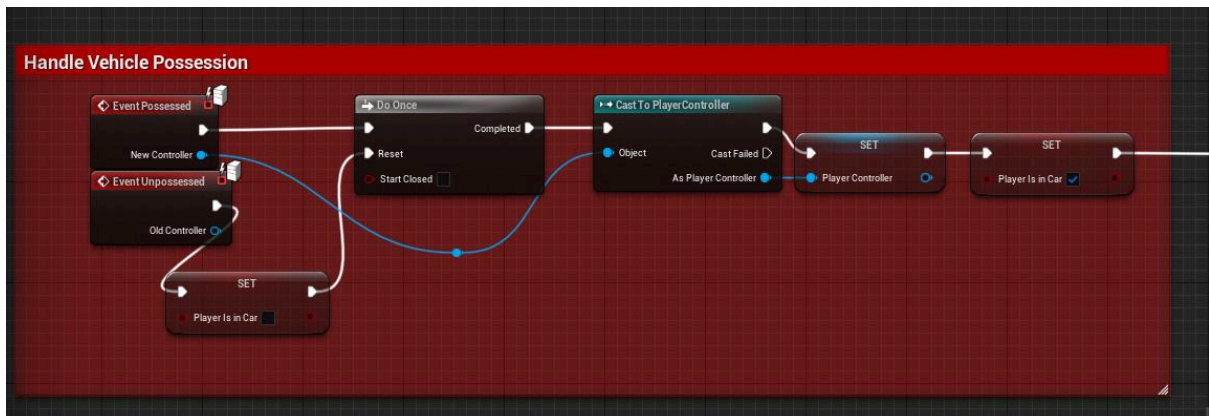 Handle Vehicle Possession
Event Possessed
New Controller
Event Unpossessed
Old Controller
SET
Player Is in Car
Do Once
Completed
Reset
Start Closed
Cast To PlayerController
Object
Cast Failed
As Player Controller
SET
Player Controller
SET
Player Is in Car